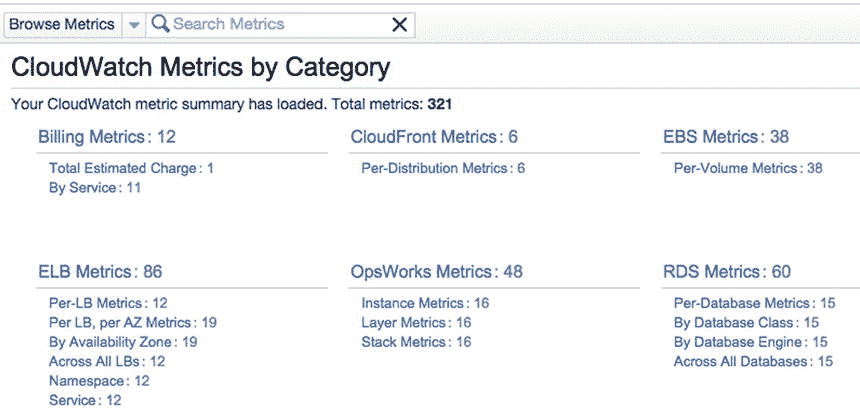 Browse Metrics Search Metrics X
CloudWatch Metrics by Category
Your CloudWatch metric summary has loaded. Total metrics: 321
Billing Metrics: 12
Total Estimated Charge: 1
By Service: 11
CloudFront Metrics: 6
Per-Distribution Metrics: 6
EBS Metrics: 38
Per-Volume Metrics: 38
ELB Metrics: 86
Per-LB Metrics: 12
Per LB, per AZ Metrics: 19
By Availability Zone: 19
Across All LBs: 12
Namespace: 12
Service: 12
OpsWorks Metrics: 48
Instance Metrics: 16
Layer Metrics: 16
Stack Metrics: 16
RDS Metrics: 60
Per-Database Metrics: 15
By Database Class: 15
By Database Engine: 15
Across All Databases: 15